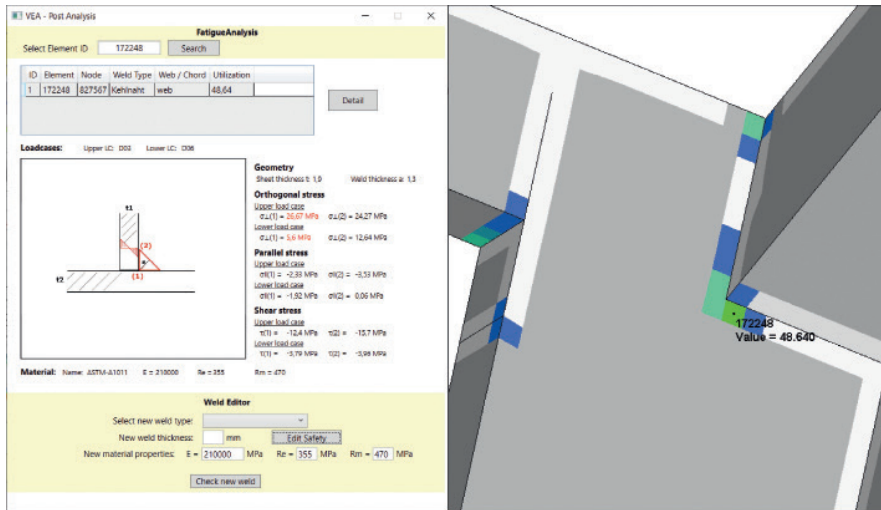 VEA - Post Analysis
FatigueAnalysis
Select Element ID 172248 Search
ID Element Node Weld Type Web / Chord Utilization
1 172248 827567 Kehlnaht web 48,64
Detail
Loadcases: Upper LC: D03 Lower LC: D06
Geometry
Sheet thickness t: 1,0 Weld thickness a: 1,3
Orthogonal stress
Upper load case
σ⊥(1) = 26,67 MPa σ⊥(2) = 24,27 MPa
Lower load case
σ⊥(1) = 5,6 MPa σ⊥(2) = 12,64 MPa
Parallel stress
Upper load case
σII(1) = -2,33 MPa σII(2) = -3,53 MPa
Lower load case
σII(1) = -1,92 MPa σII(2) = 0,06 MPa
Shear stress
Upper load case
τ(1) = -12,4 MPa τ(2) = -15,7 MPa
Lower load case
τ(1) = -3,79 MPa τ(2) = -3,96 MPa
t1
(2)
a
(1)
t2
Material: Name: ASTM-A1011 E = 210000 Re = 355 Rm = 470
Weld Editor
Select new weld type:
New weld thickness: mm Edit Safety
New material properties: E = 210000 MPa Re = 355 MPa Rm = 470 MPa
Check new weld
172248
Value = 48.640